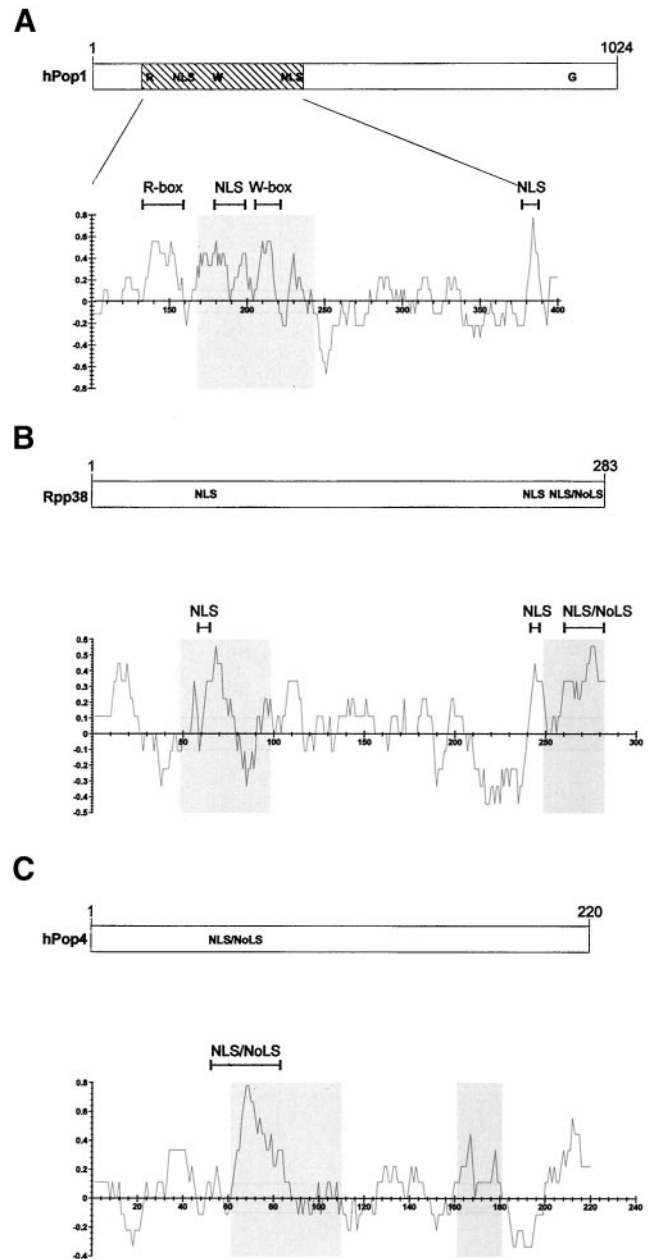 A
1 1024
hPop1 R NLS W NLS G
R-box NLS W-box NLS
0.8
0.6
0.4
0.2
0
-0.2
-0.4
-0.6
-0.8
150 200 250 300 350 400
B
1 283
Rpp38 NLS NLS NLS/NoLS
NLS NLS NLS/NoLS
0.6
0.5
0.4
0.3
0.2
0.1
0
-0.1
-0.2
-0.3
-0.4
-0.5
50 100 150 200 250 300
C
1 220
hPop4 NLS/NoLS
NLS/NoLS
0.8
0.6
0.4
0.2
0
-0.2
-0.4
20 40 60 80 100 120 140 160 180 200 220 240